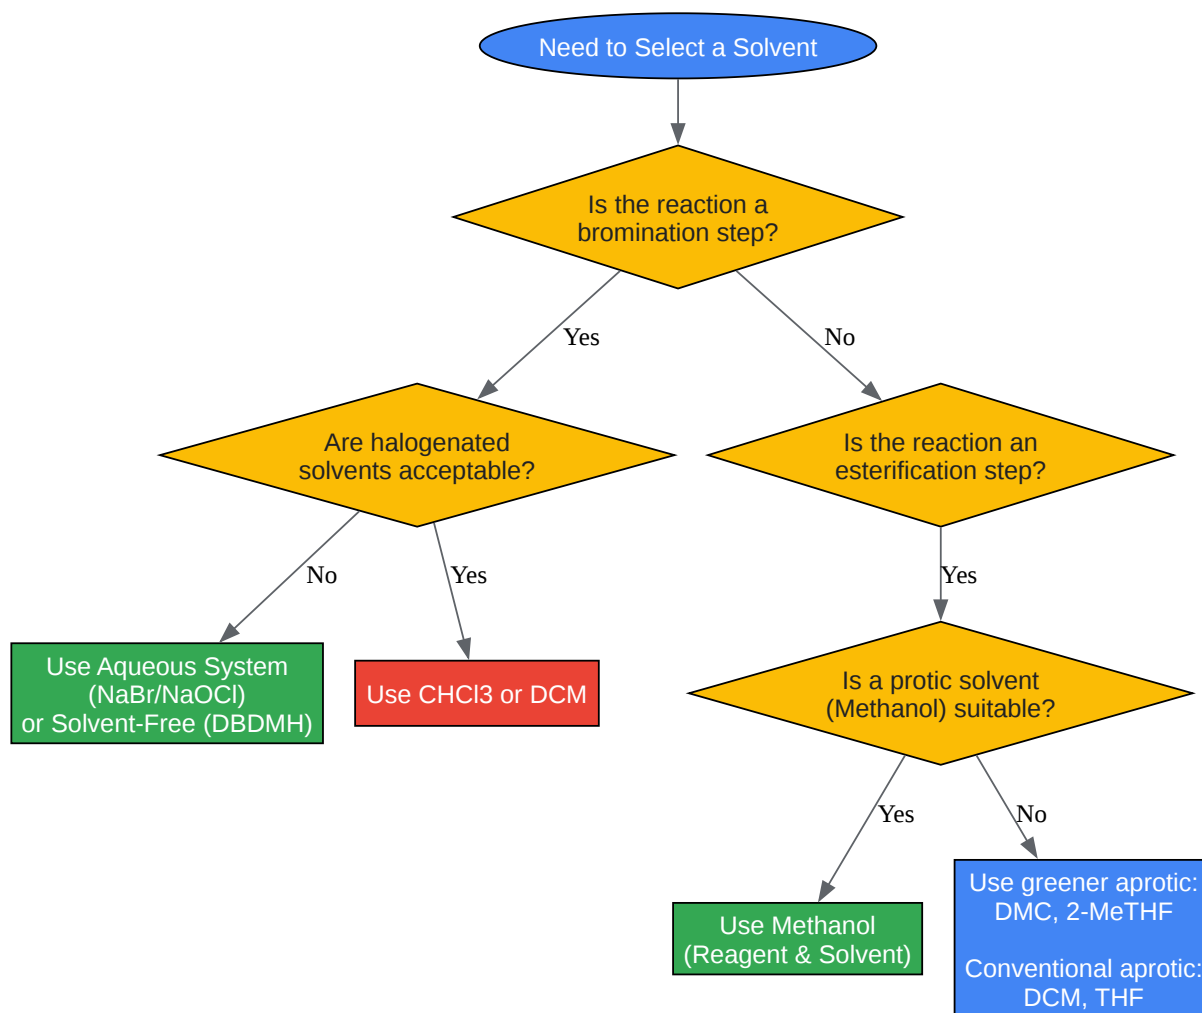 Need to Select a Solvent
Is the reaction a
bromination step?
Yes
No
Are halogenated
solvents acceptable?
Is the reaction an
esterification step?
No
Yes
Yes
Use Aqueous System
(NaBr/NaOCl)
or Solvent-Free (DBDMH)
Use CHCl3 or DCM
Is a protic solvent
(Methanol) suitable?
Yes
No
Use Methanol
(Reagent & Solvent)
Use greener aprotic:
DMC, 2-MeTHF
Conventional aprotic:
DCM, THF